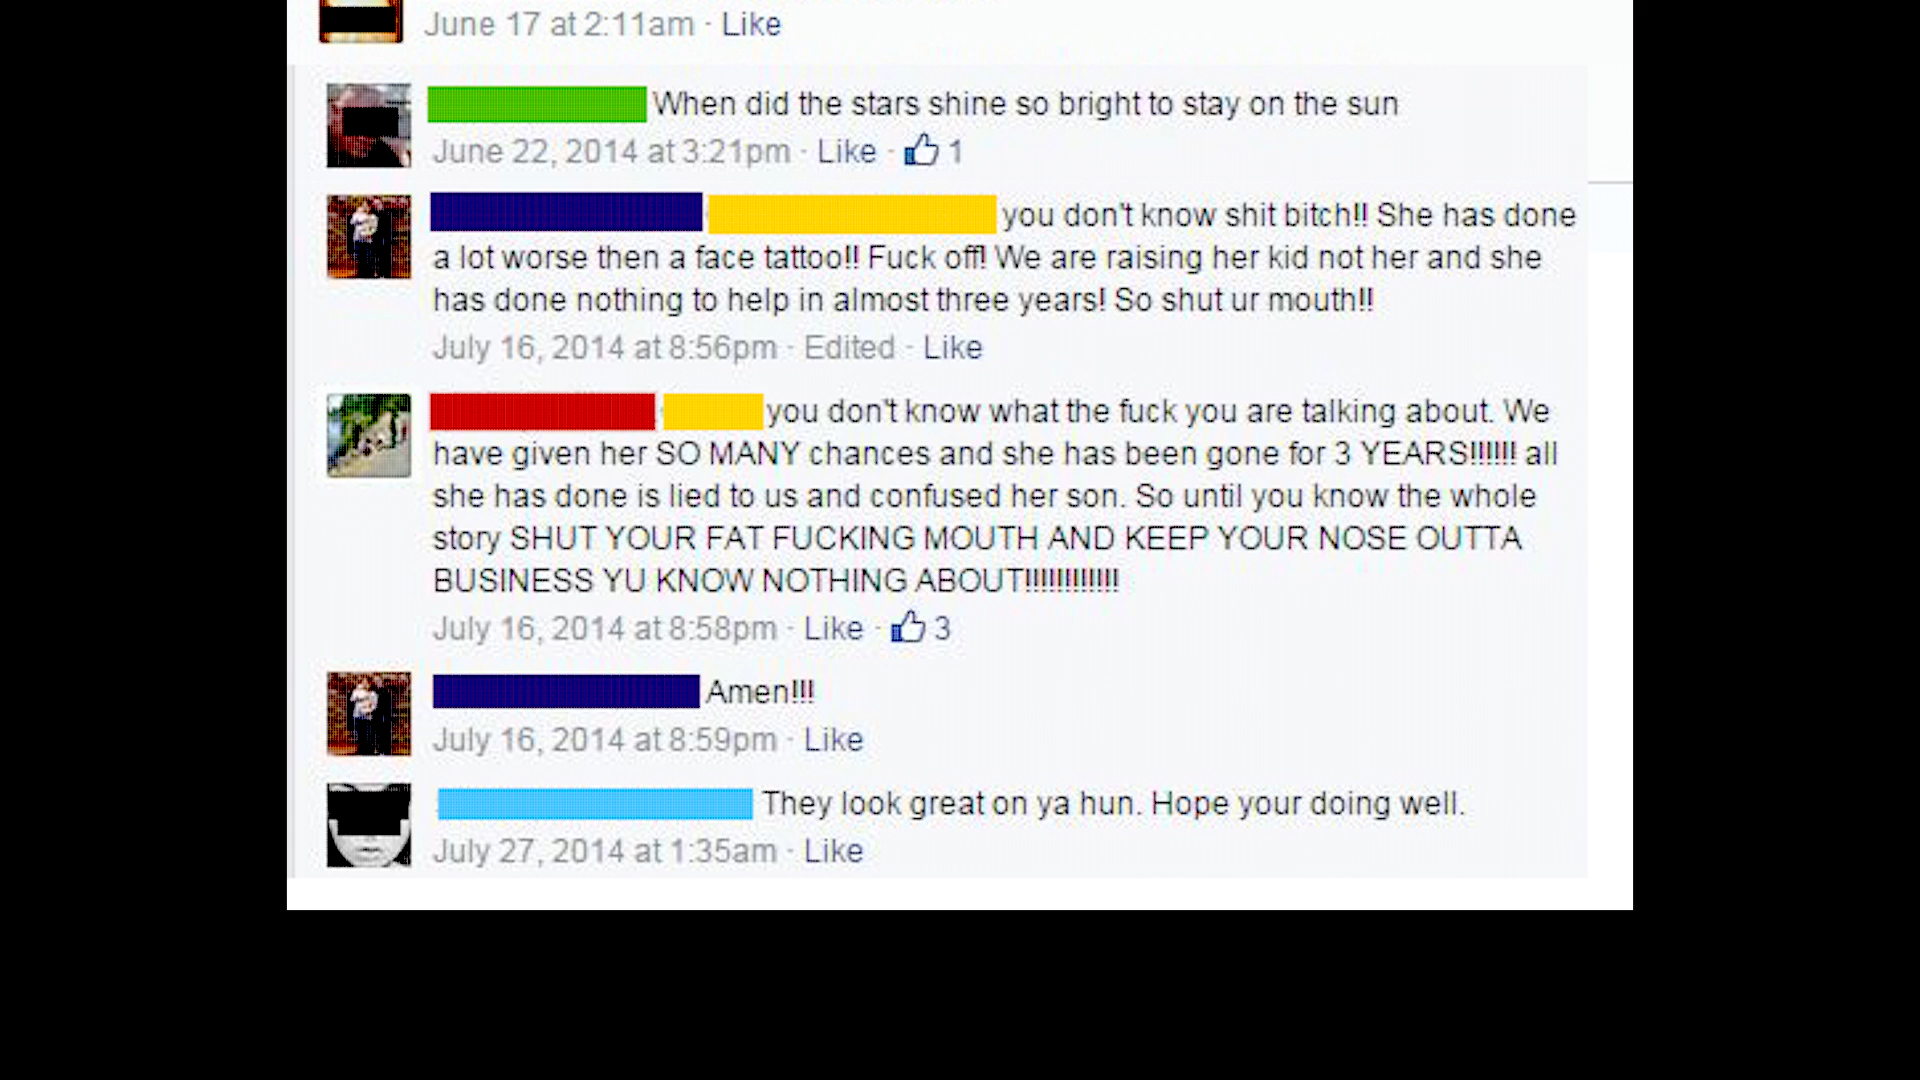 June 17 at 2:11am · Like
When did the stars shine so bright to stay on the sun
June 22, 2014 at 3:21pm · Like · 1
you don't know shit bitch!! She has done
a lot worse then a face tattoo!! Fuck off! We are raising her kid not her and she
has done nothing to help in almost three years! So shut ur mouth!!
July 16, 2014 at 8:56pm · Edited · Like
you don't know what the fuck you are talking about. We
have given her SO MANY chances and she has been gone for 3 YEARS!!!!!! all
she has done is lied to us and confused her son. So until you know the whole
story SHUT YOUR FAT FUCKING MOUTH AND KEEP YOUR NOSE OUTTA
BUSINESS YU KNOW NOTHING ABOUT!!!!!!!!!!!!
July 16, 2014 at 8:58pm · Like · 3
Amen!!!
July 16, 2014 at 8:59pm · Like
They look great on ya hun. Hope your doing well.
July 27, 2014 at 1:35am · Like